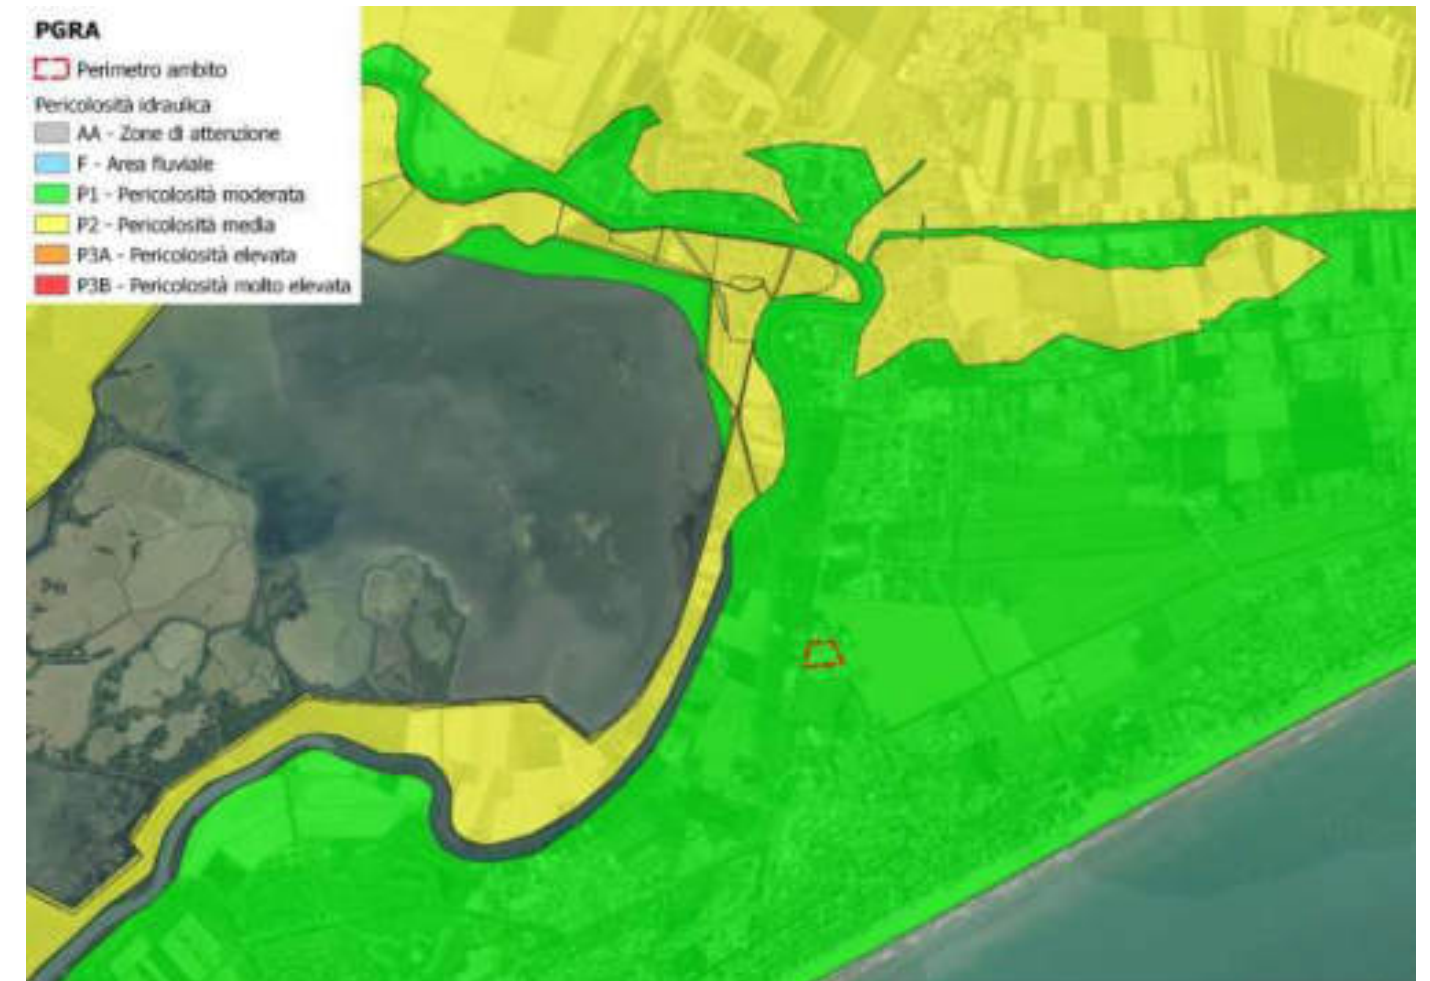 PGRA
Perimetro ambito
Pericolosità idraulica
AA - Zone di attenzione
F - Area fluviale
P1 - Pericolosità moderata
P2 - Pericolosità media
P3A - Pericolosità elevata
P3B - Pericolosità molto elevata